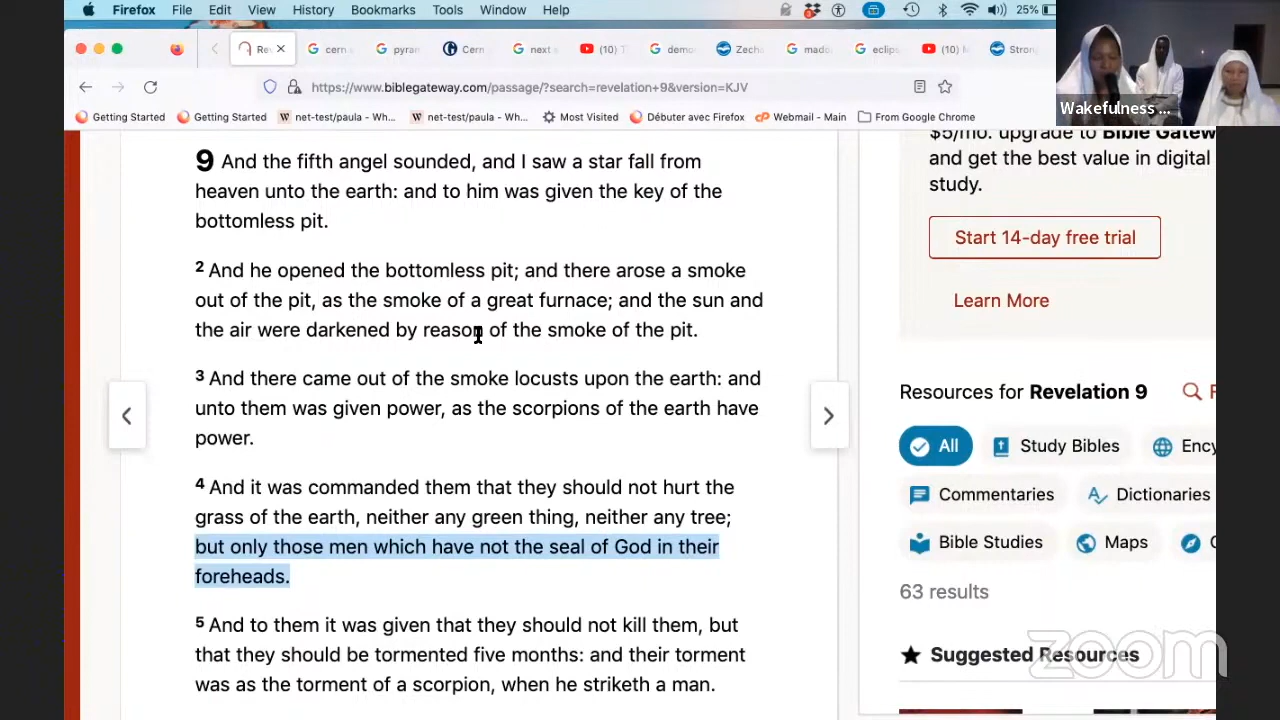 Firefox File Edit View History Bookmarks Tools Window Help 25%
Re cern pyran Cern next (10) T demo Zecha mado eclips (10) M Stron
https://www.biblegateway.com/passage/?search=revelation+9&version=KJV
Getting Started Getting Started net-test/paula - Wh... net-test/paula - Wh... Most Visited Débuter avec Firefox Webmail - Main From Google Chrome
Wakefulness ...
9 And the fifth angel sounded, and I saw a star fall from
heaven unto the earth: and to him was given the key of the
bottomless pit.
2 And he opened the bottomless pit; and there arose a smoke
out of the pit, as the smoke of a great furnace; and the sun and
the air were darkened by reason of the smoke of the pit.
3 And there came out of the smoke locusts upon the earth: and
unto them was given power, as the scorpions of the earth have
power.
4 And it was commanded them that they should not hurt the
grass of the earth, neither any green thing, neither any tree;
but only those men which have not the seal of God in their
foreheads.
5 And to them it was given that they should not kill them, but
that they should be tormented five months: and their torment
was as the torment of a scorpion, when he striketh a man.
$5/mo. upgrade to Bible Gatew
and get the best value in digital
study.
Start 14-day free trial
Learn More
Resources for Revelation 9 F
All Study Bibles Ency
Commentaries Dictionaries
Bible Studies Maps
63 results
Suggested Resources
zoom